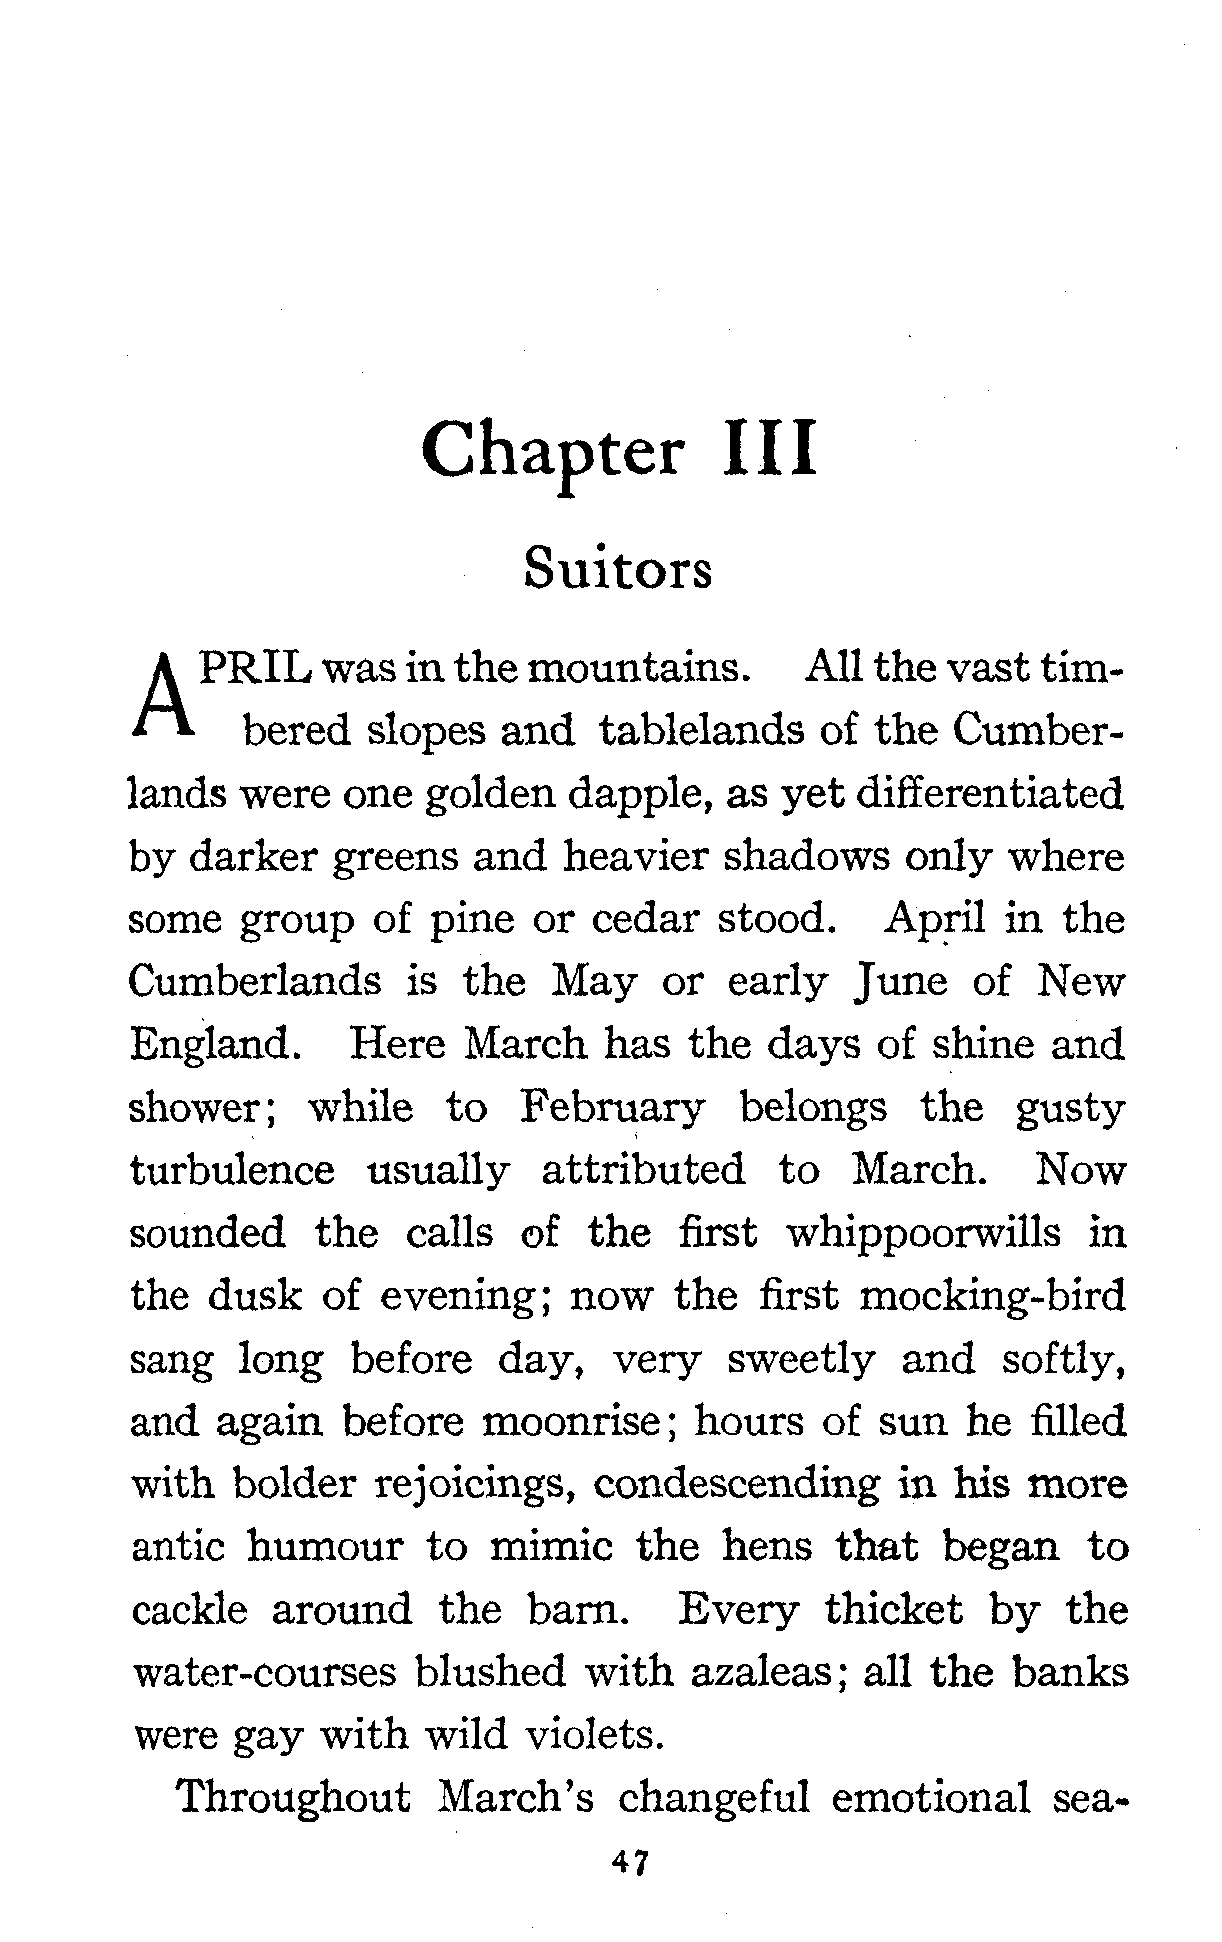 Chapter III
Suitors
APRIL was in the mountains. All the vast tim-
bered slopes and tablelands of the Cumber-
lands were one golden dapple, as yet differentiated
by darker greens and heavier shadows only where
some group of pine or cedar stood. April in the
Cumberlands is the May or early June of New
England. Here March has the days of shine and
shower; while to February belongs the gusty
turbulence usually attributed to March. Now
sounded the calls of the first whippoorwills in
the dusk of evening; now the first mocking-bird
sang long before day, very sweetly and softly,
and again before moonrise; hours of sun he filled
with bolder rejoicings, condescending in his more
antic humour to mimic the hens that began to
cackle around the barn. Every thicket by the
water-courses blushed with azaleas; all the banks
were gay with wild violets.
Throughout March's changeful emotional sea-
47